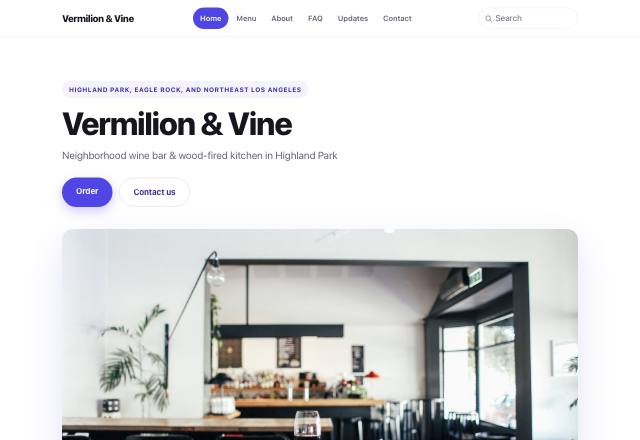 Vermilion & Vine
Home Menu About FAQ Updates Contact
Search
HIGHLAND PARK, EAGLE ROCK, AND NORTHEAST LOS ANGELES
Vermilion & Vine
Neighborhood wine bar & wood-fired kitchen in Highland Park
Order Contact us